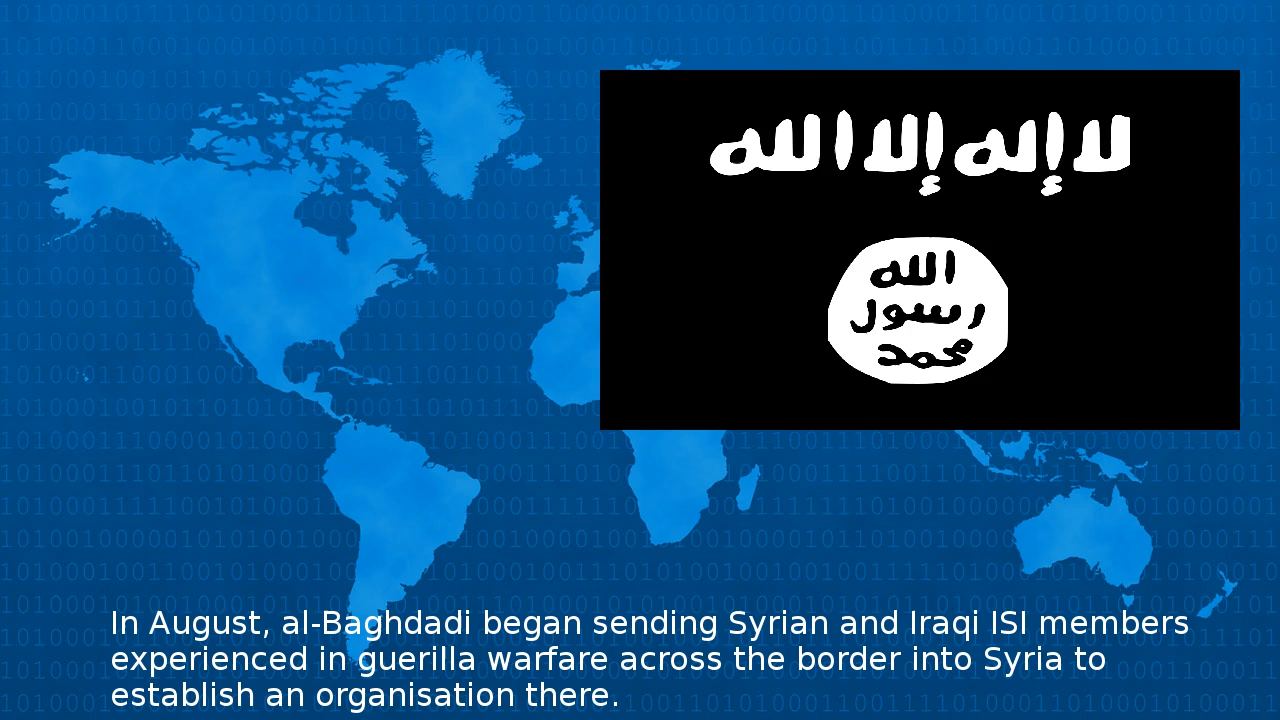 لا إله إلا الله
الله
رسول
محمد
In August, al-Baghdadi began sending Syrian and Iraqi ISI members
experienced in guerilla warfare across the border into Syria to
establish an organisation there.